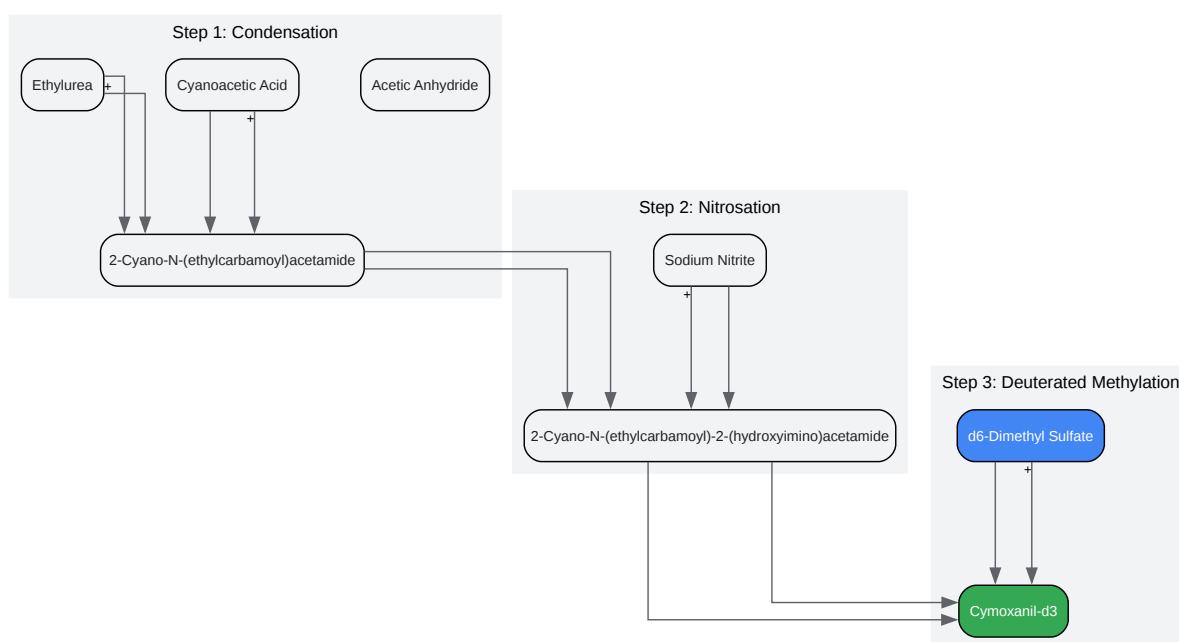 Step 1: Condensation
Ethylurea
+
Cyanoacetic Acid
+
Acetic Anhydride
2-Cyano-N-(ethylcarbamoyl)acetamide
Step 2: Nitrosation
Sodium Nitrite
+
2-Cyano-N-(ethylcarbamoyl)-2-(hydroxyimino)acetamide
Step 3: Deuterated Methylation
d6-Dimethyl Sulfate
+
Cymoxanil-d3